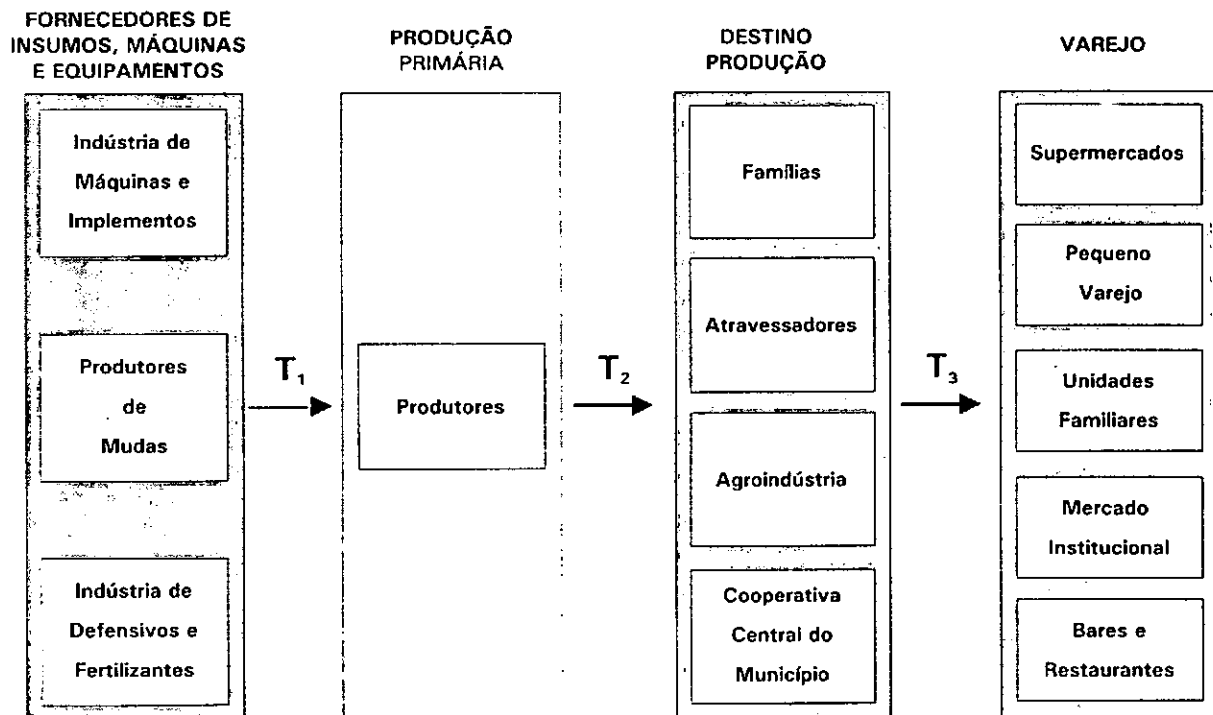 FORNECEDORES DE
INSUMOS, MÁQUINAS
E EQUIPAMENTOS
Indústria de
Máquinas e
Implementos
Produtores
de
Mudas
Indústria de
Defensivos e
Fertilizantes
T₁
PRODUÇÃO
PRIMÁRIA
Produtores
T₂
DESTINO
PRODUÇÃO
Famílias
Atravessadores
Agroindústria
Cooperativa
Central do
Município
T₃
VAREJO
Supermercados
Pequeno
Varejo
Unidades
Familiares
Mercado
Institucional
Bares e
Restaurantes